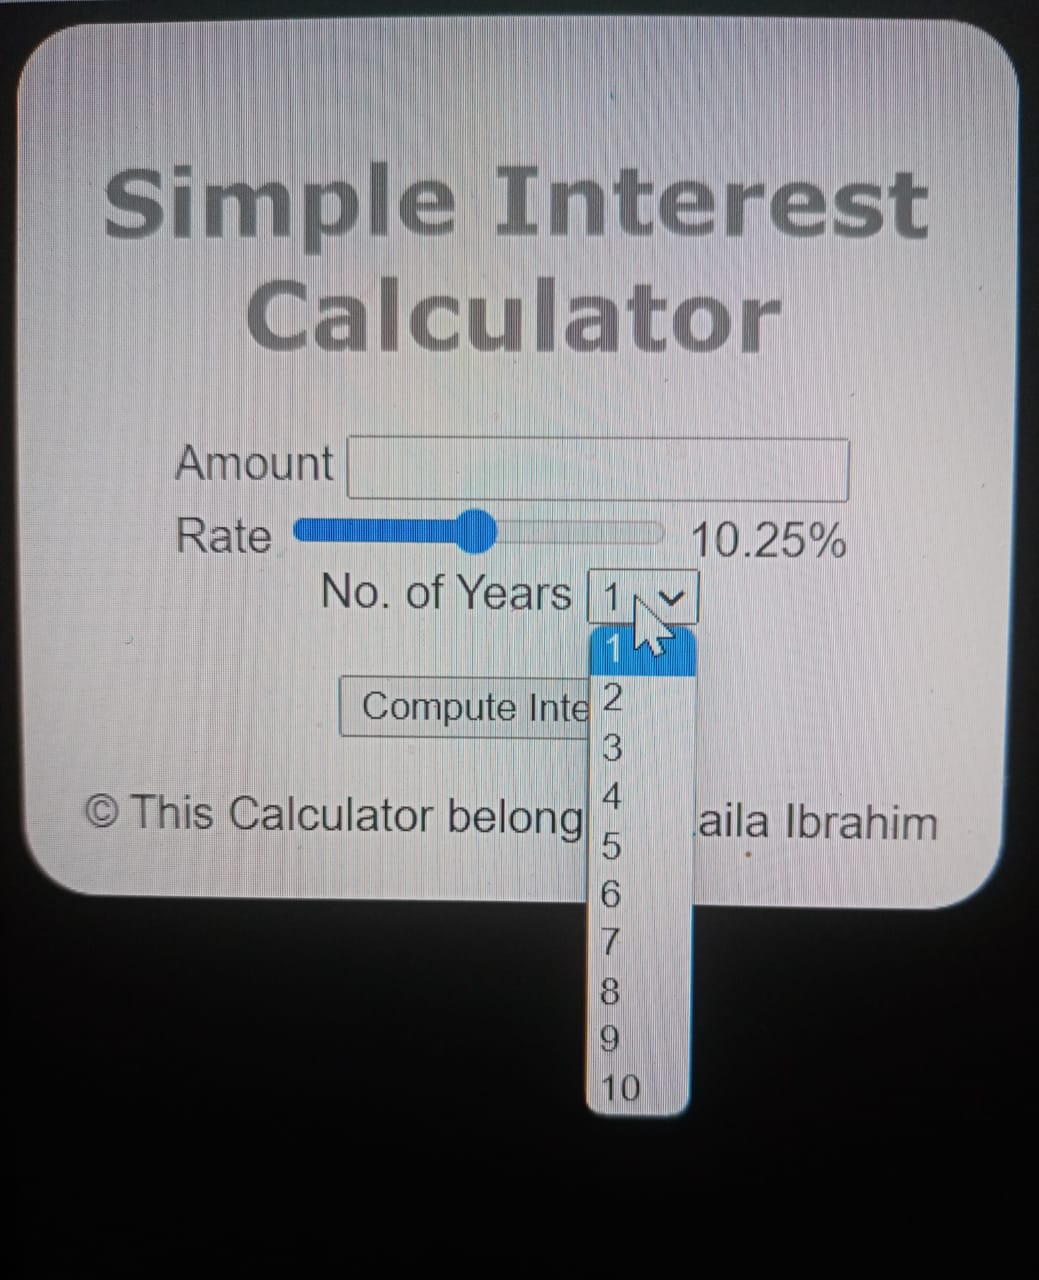 Simple Interest
Calculator
Amount
Rate 10.25%
No. of Years 1
1
2
3
4
5
6
7
8
9
10
Compute Inte
© This Calculator belong aila Ibrahim